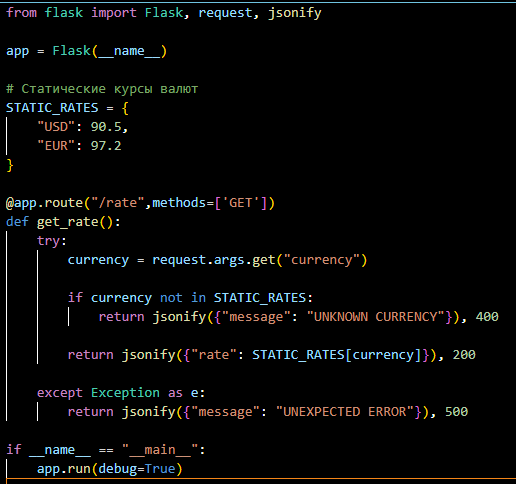 from flask import Flask, request, jsonify
app = Flask(__name__)
# Статические курсы валют
STATIC_RATES = {
    "USD": 90.5,
    "EUR": 97.2
}
@app.route("/rate",methods=['GET'])
def get_rate():
    try:
        currency = request.args.get("currency")
        if currency not in STATIC_RATES:
            return jsonify({"message": "UNKNOWN CURRENCY"}), 400
        return jsonify({"rate": STATIC_RATES[currency]}), 200
    except Exception as e:
        return jsonify({"message": "UNEXPECTED ERROR"}), 500
if __name__ == "__main__":
    app.run(debug=True)